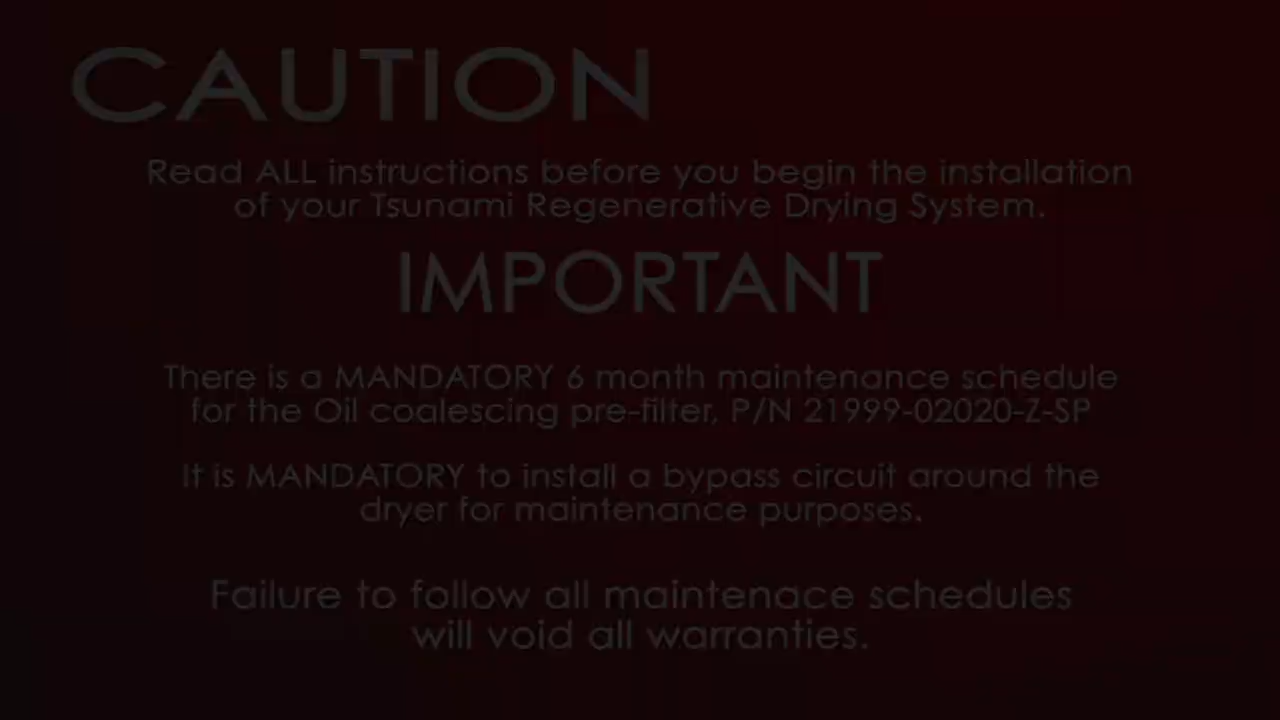 CAUTION
Read ALL instructions before you begin the installation
of your Tsunami Regenerative Drying System.
IMPORTANT
There is a MANDATORY 6 month maintenance schedule
for the Oil coalescing pre-filter, P/N 21999-02020-Z-SP
It is MANDATORY to install a bypass circuit around the
dryer for maintenance purposes.
Failure to follow all maintenace schedules
will void all warranties.